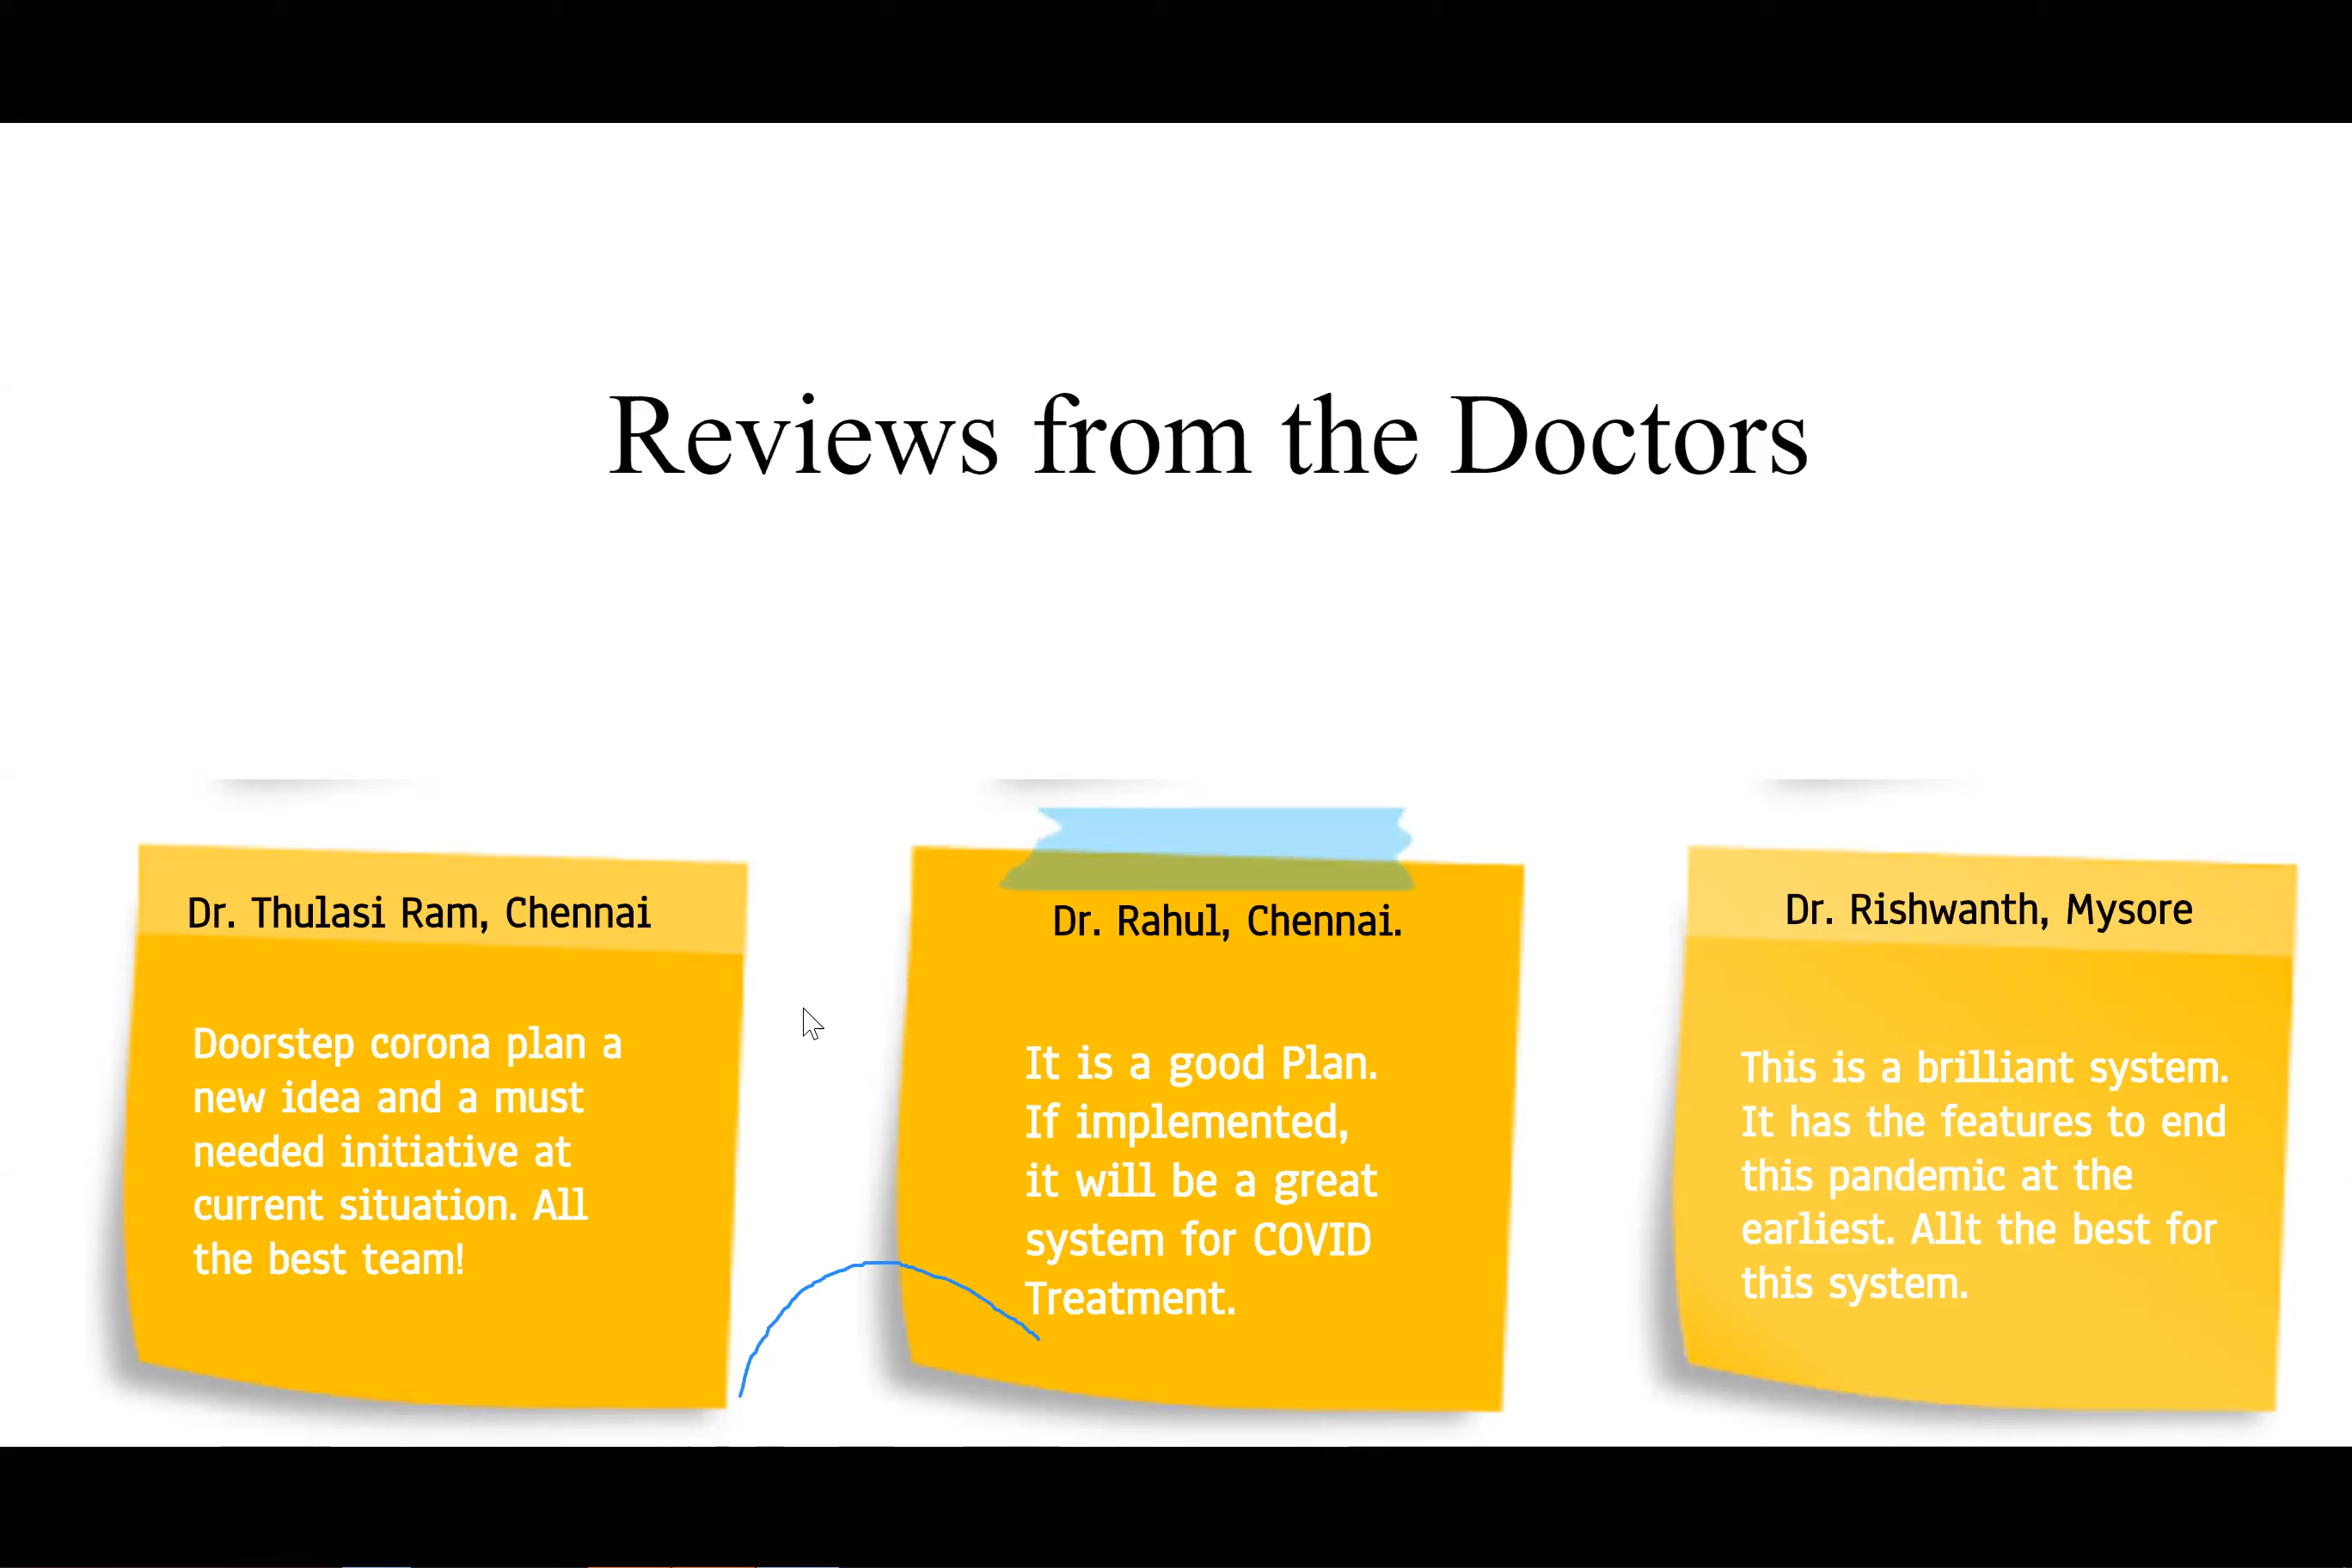 Reviews from the Doctors
Dr. Thulasi Ram, Chennai
Doorstep corona plan a
new idea and a must
needed initiative at
current situation. All
the best team!
Dr. Rahul, Chennai.
It is a good Plan.
If implemented,
it will be a great
system for COVID
Treatment.
Dr. Rishwanth, Mysore
This is a brilliant system.
It has the features to end
this pandemic at the
earliest. Allt the best for
this system.